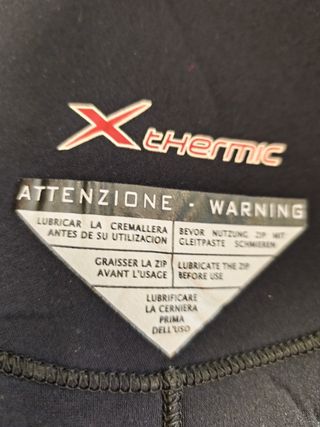 X thermic
ATTENZIONE - WARNING
LUBRICAR LA CREMALLERA
ANTES DE SU UTILIZACION
BEVOR NUTZUNG ZIP MIT
GLEITPASTE SCHMIEREN
GRAISSER LA ZIP
AVANT L'USAGE
LUBRICATE THE ZIP
BEFORE USE
LUBRIFICARE
LA CERNIERA
PRIMA
DELL'USO